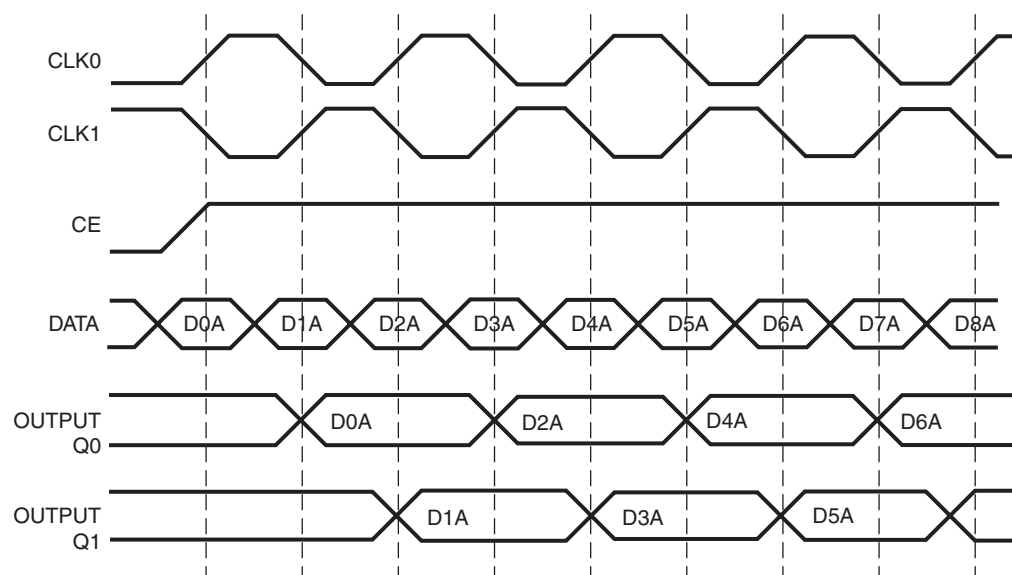 CLK0
CLK1
CE
DATA D0A D1A D2A D3A D4A D5A D6A D7A D8A
OUTPUT
Q0
D0A D2A D4A D6A
OUTPUT
Q1
D1A D3A D5A